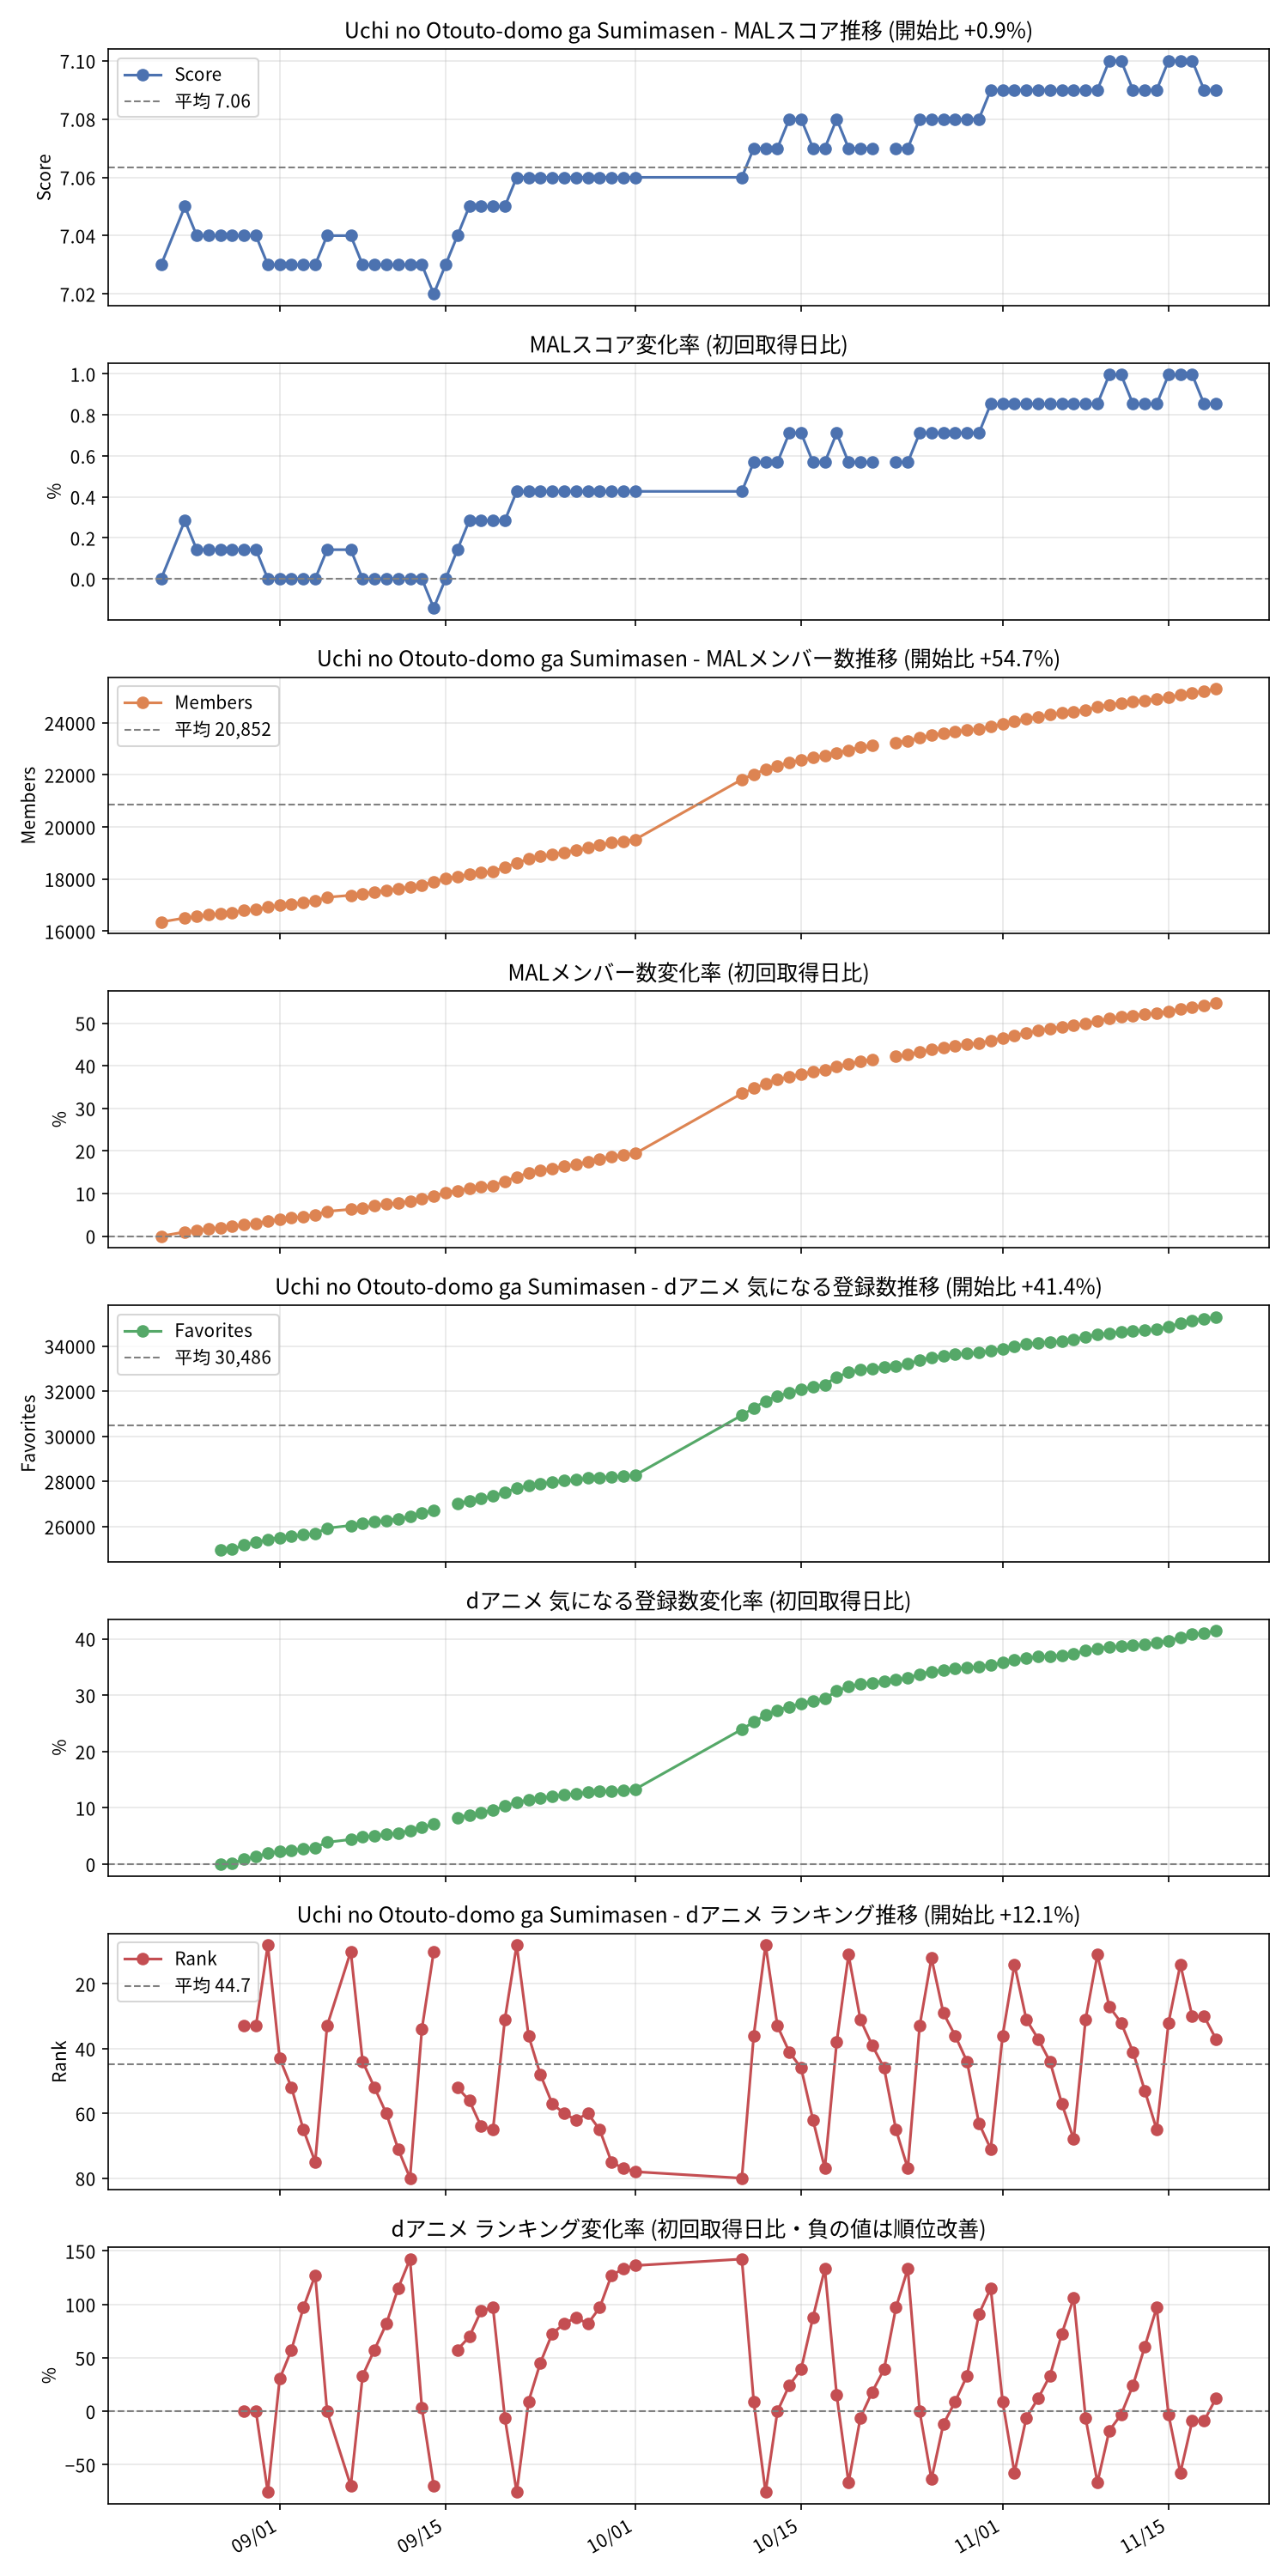 Uchi no Otouto-domo ga Sumimasen - MALスコア推移 (開始比 +0.9%)
Score
平均 7.06
Score
7.10
7.08
7.06
7.04
7.02
MALスコア変化率 (初回取得日比)
%
1.0
0.8
0.6
0.4
0.2
0.0
Uchi no Otouto-domo ga Sumimasen - MALメンバー数推移 (開始比 +54.7%)
Members
平均 20,852
Members
24000
22000
20000
18000
16000
MALメンバー数変化率 (初回取得日比)
%
50
40
30
20
10
0
Uchi no Otouto-domo ga Sumimasen - dアニメ 気になる登録数推移 (開始比 +41.4%)
Favorites
平均 30,486
Favorites
34000
32000
30000
28000
26000
dアニメ 気になる登録数変化率 (初回取得日比)
%
40
30
20
10
0
Uchi no Otouto-domo ga Sumimasen - dアニメ ランキング推移 (開始比 +12.1%)
Rank
平均 44.7
Rank
20
40
60
80
dアニメ ランキング変化率 (初回取得日比・負の値は順位改善)
%
150
100
50
0
−50
09/01
09/15
10/01
10/15
11/01
11/15